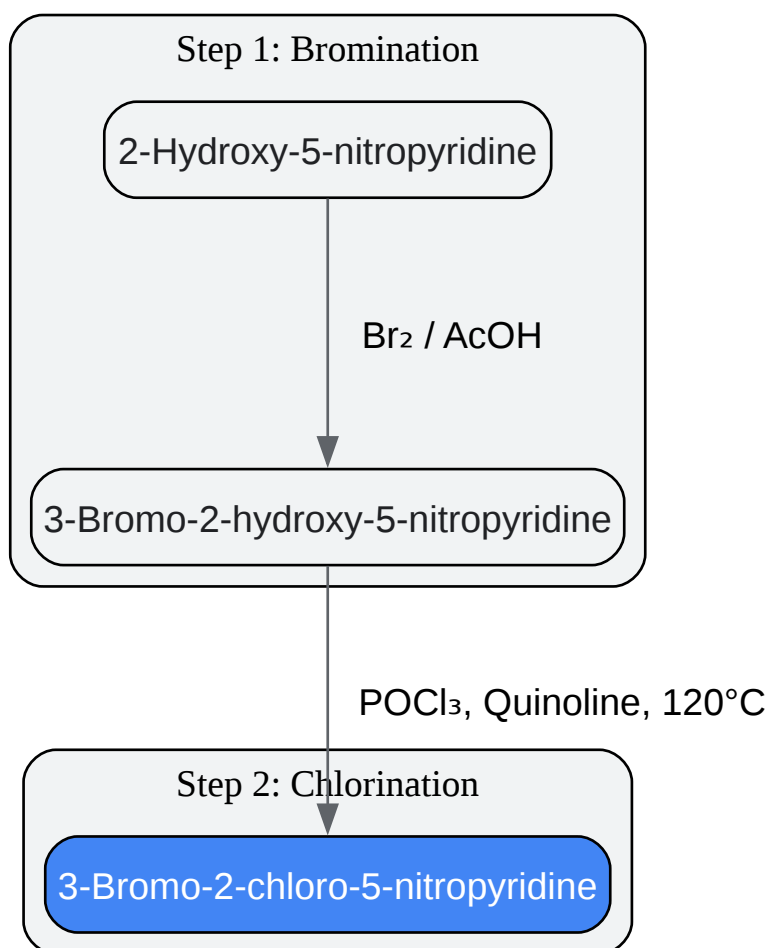 Step 1: Bromination
2-Hydroxy-5-nitropyridine
Br₂ / AcOH
3-Bromo-2-hydroxy-5-nitropyridine
POCl₃, Quinoline, 120°C
Step 2: Chlorination
3-Bromo-2-chloro-5-nitropyridine